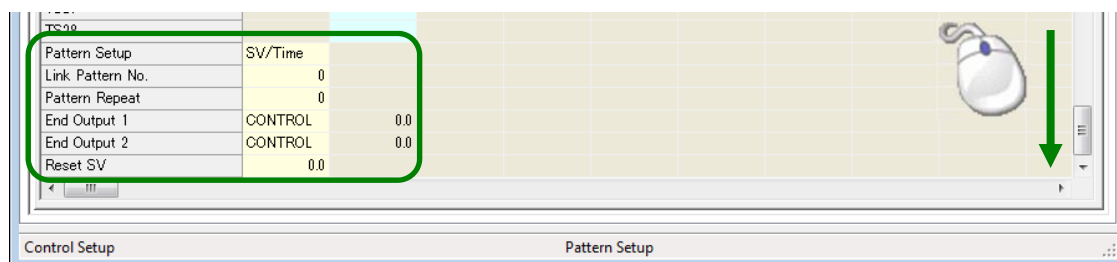 TS28
Pattern Setup SV/Time
Link Pattern No. 0
Pattern Repeat 0
End Output 1 CONTROL 0.0
End Output 2 CONTROL 0.0
Reset SV 0.0
Control Setup Pattern Setup